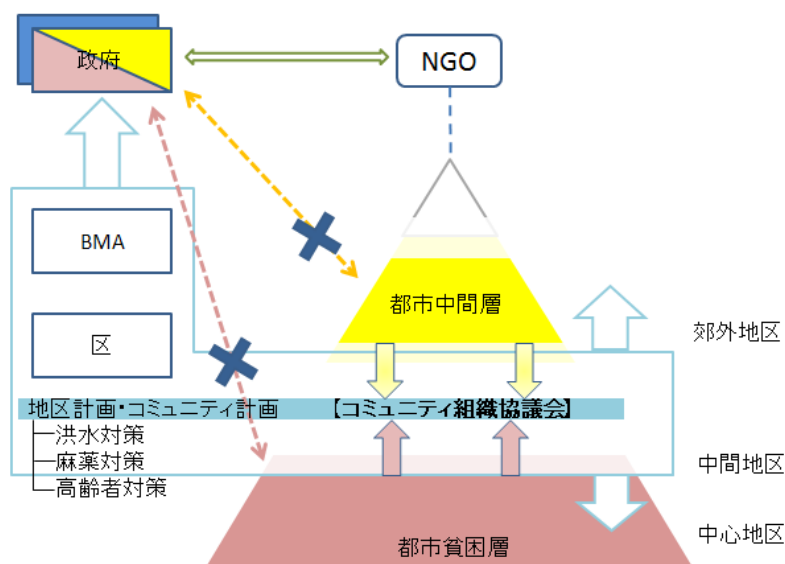 政府
NGO
BMA
都市中間層
区
郊外地区
地区計画・コミュニティ計画 【コミュニティ組織協議会】
洪水対策
麻薬対策
高齢者対策
中間地区
中心地区
都市貧困層